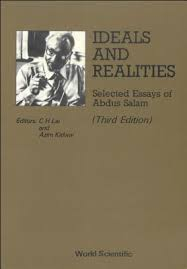 IDEALS
AND
REALITIES
Selected Essays of
Abdus Salam
(Third Edition)
Editors: C H Lai
and
Azim Kidwai
World Scientific